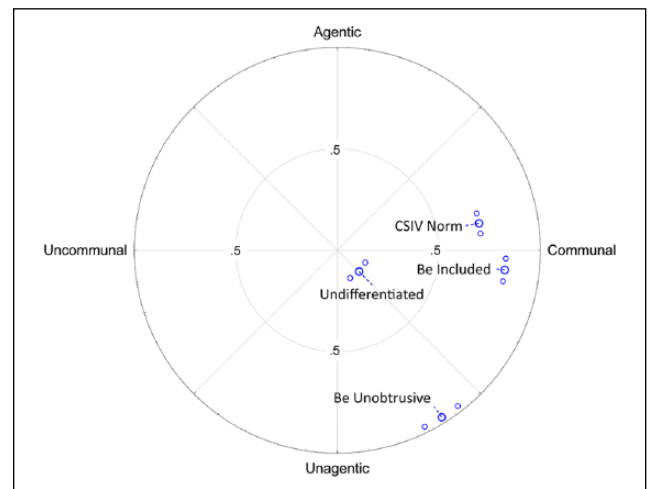 Agentic
.5
CSIV Norm
Uncommunal
.5
.5
Communal
Be Included
Undifferentiated
.5
Be Unobtrusive
Unagentic